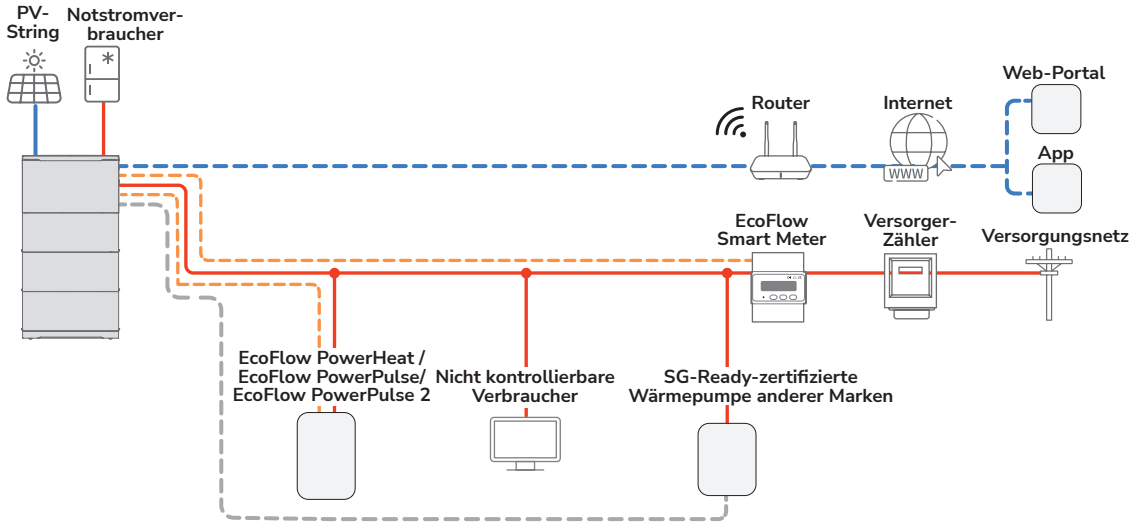 PV-
String
Notstromver-
braucher
Web-Portal
Router
Internet
WWW
App
EcoFlow
Smart Meter
Versorger-
Zähler
Versorgungsnetz
EcoFlow PowerHeat /
EcoFlow PowerPulse/
EcoFlow PowerPulse 2
Nicht kontrollierbare
Verbraucher
SG-Ready-zertifizierte
Wärmepumpe anderer Marken